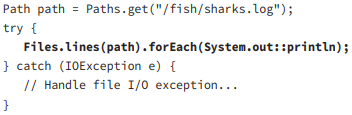 Path path = Paths.get("/fish/sharks.log");
try {
   Files.lines(path).forEach(System.out::println);
} catch (IOException e) {
   // Handle file I/O exception...
}